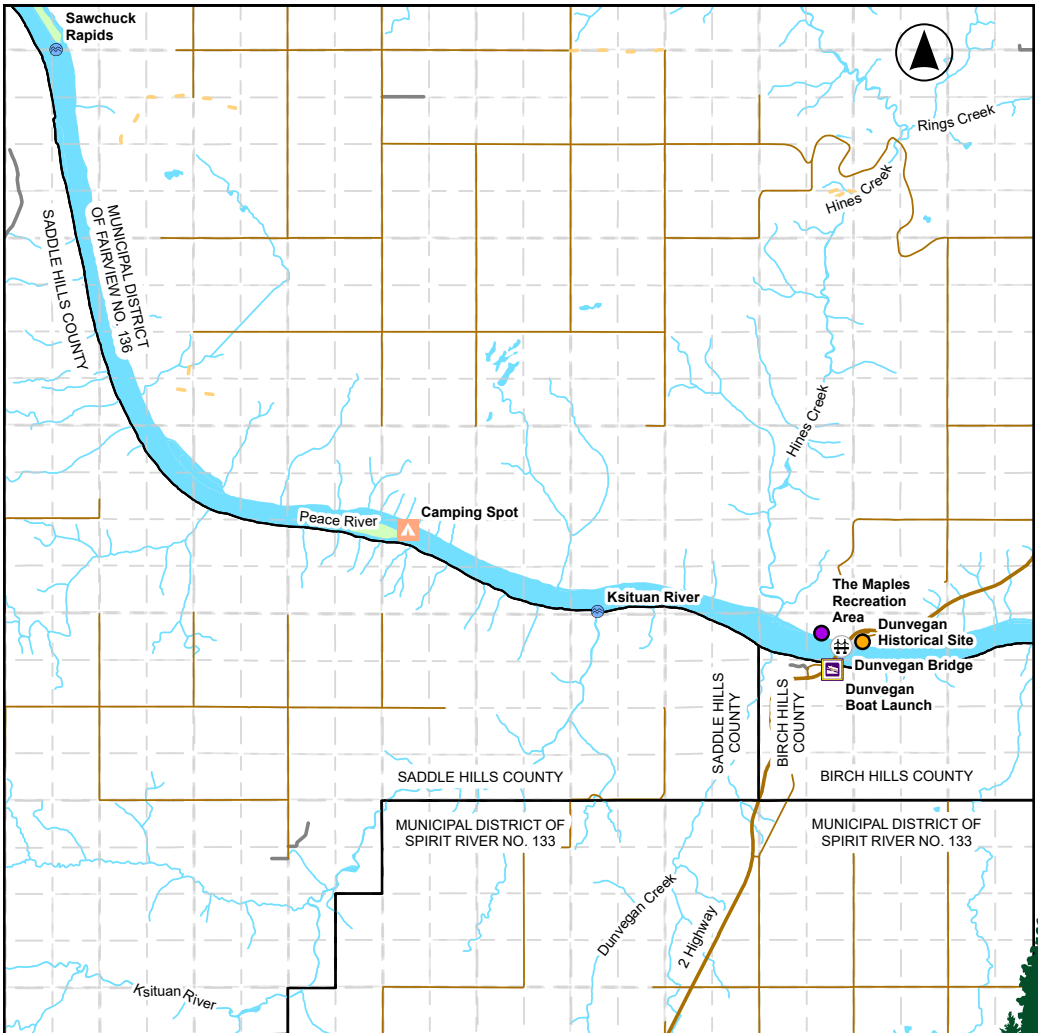 Sawchuck
Rapids
Rings Creek
Hines Creek
MUNICIPAL DISTRICT
OF FAIRVIEW NO. 136
SADDLE HILLS COUNTY
Hines Creek
Peace River
Camping Spot
Ksituan River
The Maples
Recreation
Area
Dunvegan
Historical Site
Dunvegan Bridge
Dunvegan
Boat Launch
SADDLE HILLS
COUNTY
BIRCH HILLS
COUNTY
SADDLE HILLS COUNTY
BIRCH HILLS COUNTY
MUNICIPAL DISTRICT OF
SPIRIT RIVER NO. 133
MUNICIPAL DISTRICT OF
SPIRIT RIVER NO. 133
Dunvegan Creek
2 Highway
Ksituan River